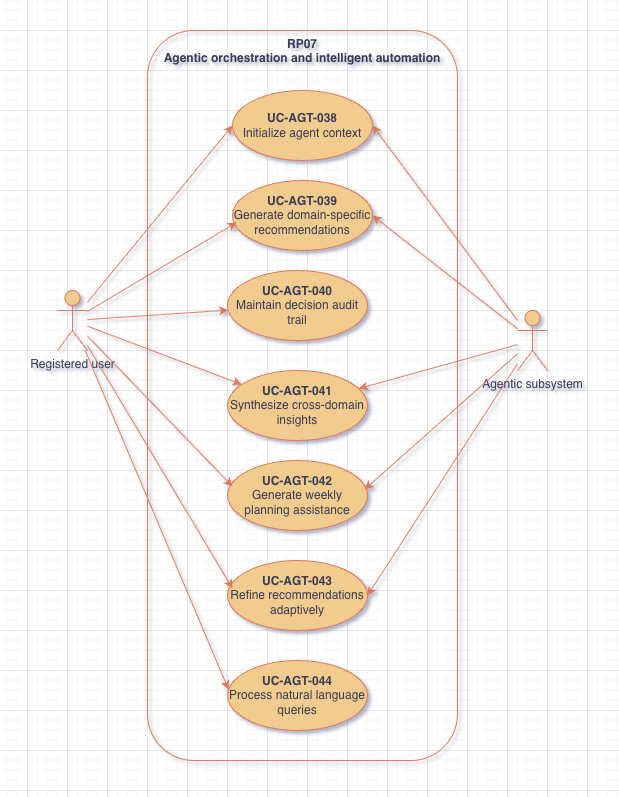 RP07
Agentic orchestration and intelligent automation
UC-AGT-038
Initialize agent context
UC-AGT-039
Generate domain-specific
recommendations
UC-AGT-040
Maintain decision audit
trail
Registered user
Agentic subsystem
UC-AGT-041
Synthesize cross-domain
insights
UC-AGT-042
Generate weekly
planning assistance
UC-AGT-043
Refine recommendations
adaptively
UC-AGT-044
Process natural language
queries